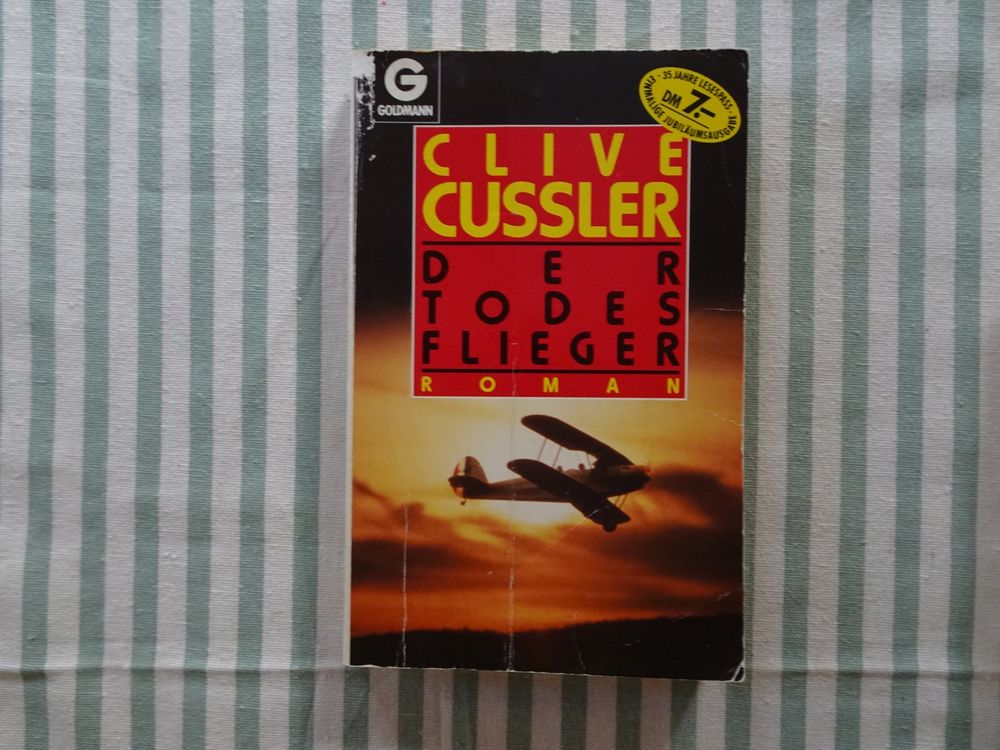 G
GOLDMANN
· 35 JAHRE LESESPASS ·
DM 7.-
EINMALIGE JUBILÄUMSAUSGABE
CLIVE
CUSSLER
DER
TODES
FLIEGER
ROMAN